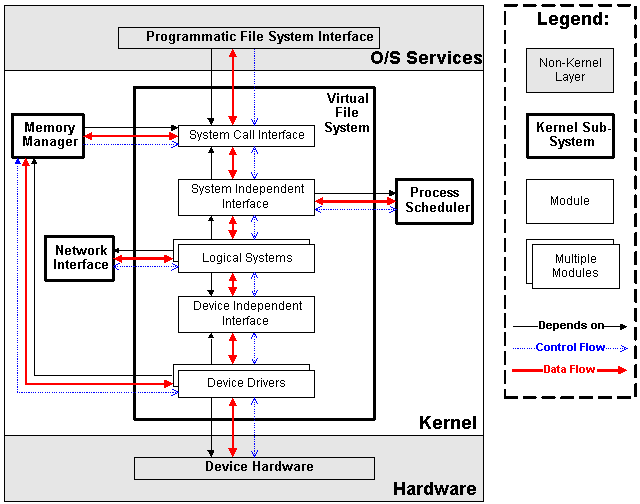 Programmatic File System Interface
O/S Services
Virtual
File
System
Memory
Manager
System Call Interface
System Independent
Interface
Process
Scheduler
Network
Interface
Logical Systems
Device Independent
Interface
Device Drivers
Kernel
Device Hardware
Hardware
Legend:
Non-Kernel
Layer
Kernel Sub-
System
Module
Multiple
Modules
Depends on
Control Flow
Data Flow